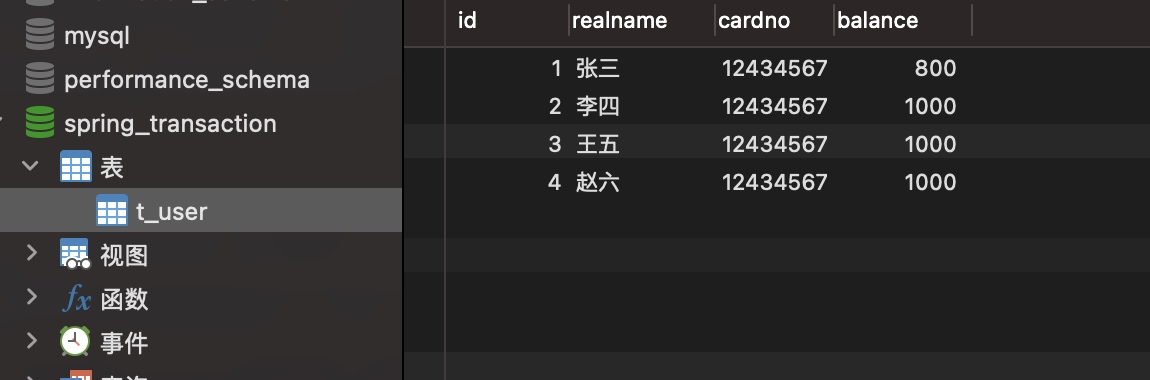 mysql
performance_schema
spring_transaction
表
t_user
视图
fx 函数
事件
id realname cardno balance
1 张三 12434567 800
2 李四 12434567 1000
3 王五 12434567 1000
4 赵六 12434567 1000